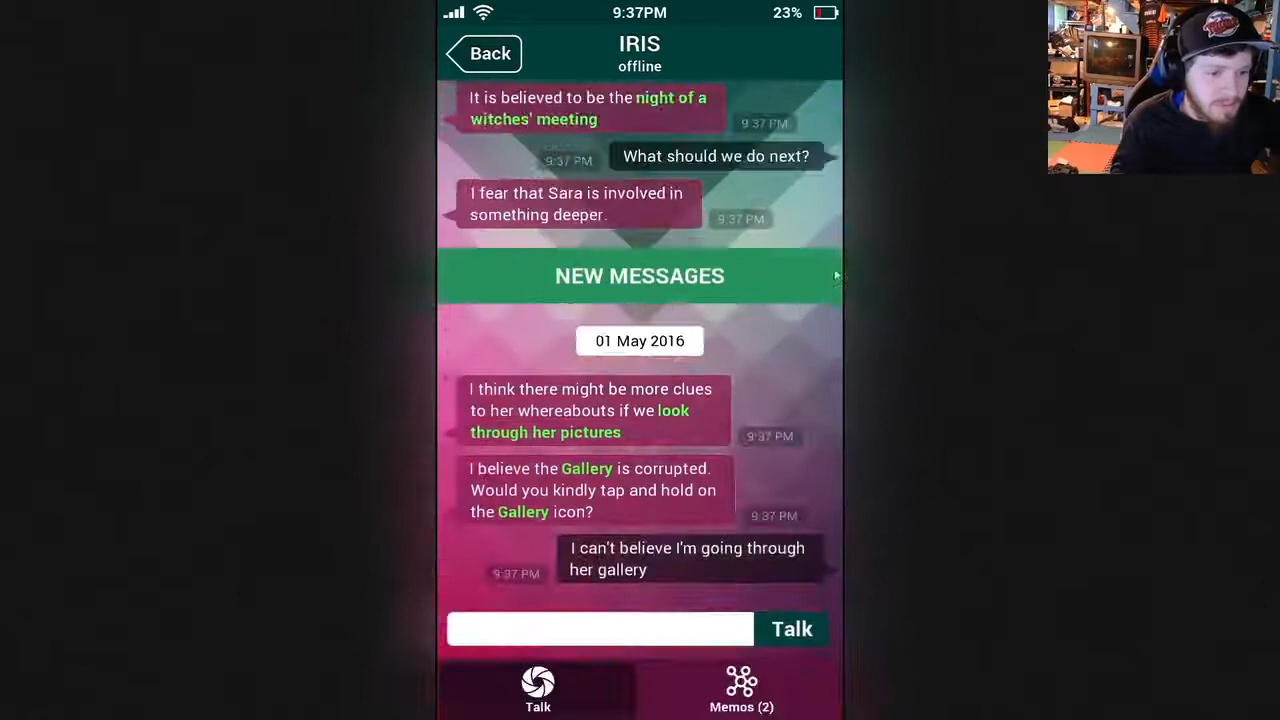 9:37PM
23%
Back
IRIS
offline
It is believed to be the night of a
witches' meeting
9:37 PM
What should we do next?
9:37 PM
I fear that Sara is involved in
something deeper.
9:37 PM
NEW MESSAGES
01 May 2016
I think there might be more clues
to her whereabouts if we look
through her pictures
9:37 PM
I believe the Gallery is corrupted.
Would you kindly tap and hold on
the Gallery icon?
9:37 PM
I can't believe I'm going through
her gallery
9:37 PM
Talk
Talk
Memos (2)